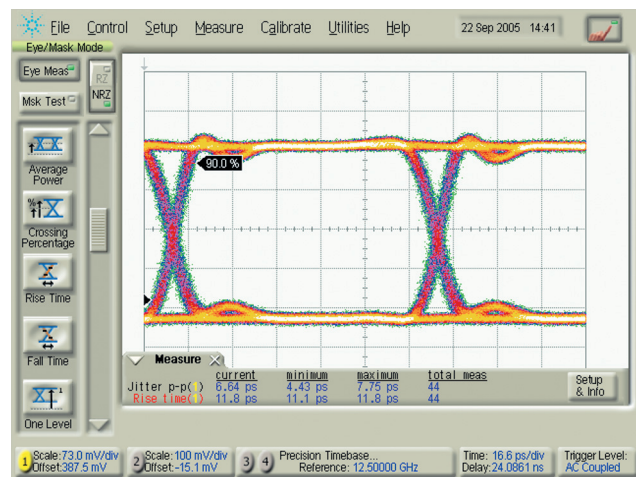 File Control Setup Measure Calibrate Utilities Help 22 Sep 2005 14:41
Eye/Mask Mode
Eye Meas
RZ
NRZ
Msk Test
90.0 %
Average
Power
Crossing
Percentage
Rise Time
Fall Time
One Level
Measure
current minimum maximum total meas
Jitter p-p(1) 6.64 ps 4.43 ps 7.75 ps 44
Rise time(1) 11.8 ps 11.1 ps 11.8 ps 44
Setup
& Info
1 Scale:73.0 mV/div
Offset:387.5 mV
2 Scale:100 mV/div
Offset:-15.1 mV
3 4 Precision Timebase...
Reference: 12.50000 GHz
Time: 16.6 ps/div
Delay:24.0861 ns
Trigger Level:
AC Coupled